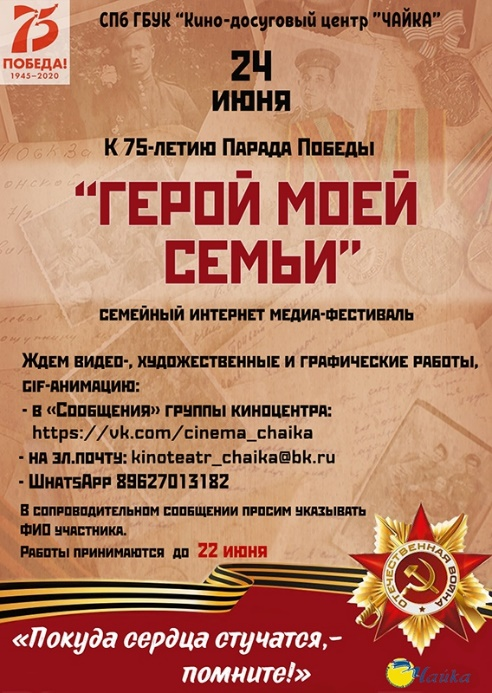 75
ПОБЕДА!
1945–2020
СПб ГБУК “Кино-досуговый центр ”ЧАЙКА”
24
ИЮНЯ
К 75-летию Парада Победы
“ГЕРОЙ МОЕЙ
СЕМЬИ”
семейный интернет медиа-фестиваль
Ждем видео-, художественные и графические работы,
gif-анимацию:
- в «Сообщения» группы киноцентра:
https://vk.com/cinema_chaika
- на эл.почту: kinoteatr_chaika@bk.ru
- WhatsApp 89627013182
В сопроводительном сообщении просим указывать
ФИО участника.
Работы принимаются до 22 июня
ОТЕЧЕСТВЕННАЯ ВОЙНА
«Покуда сердца стучатся,-
помните!»
Чайка